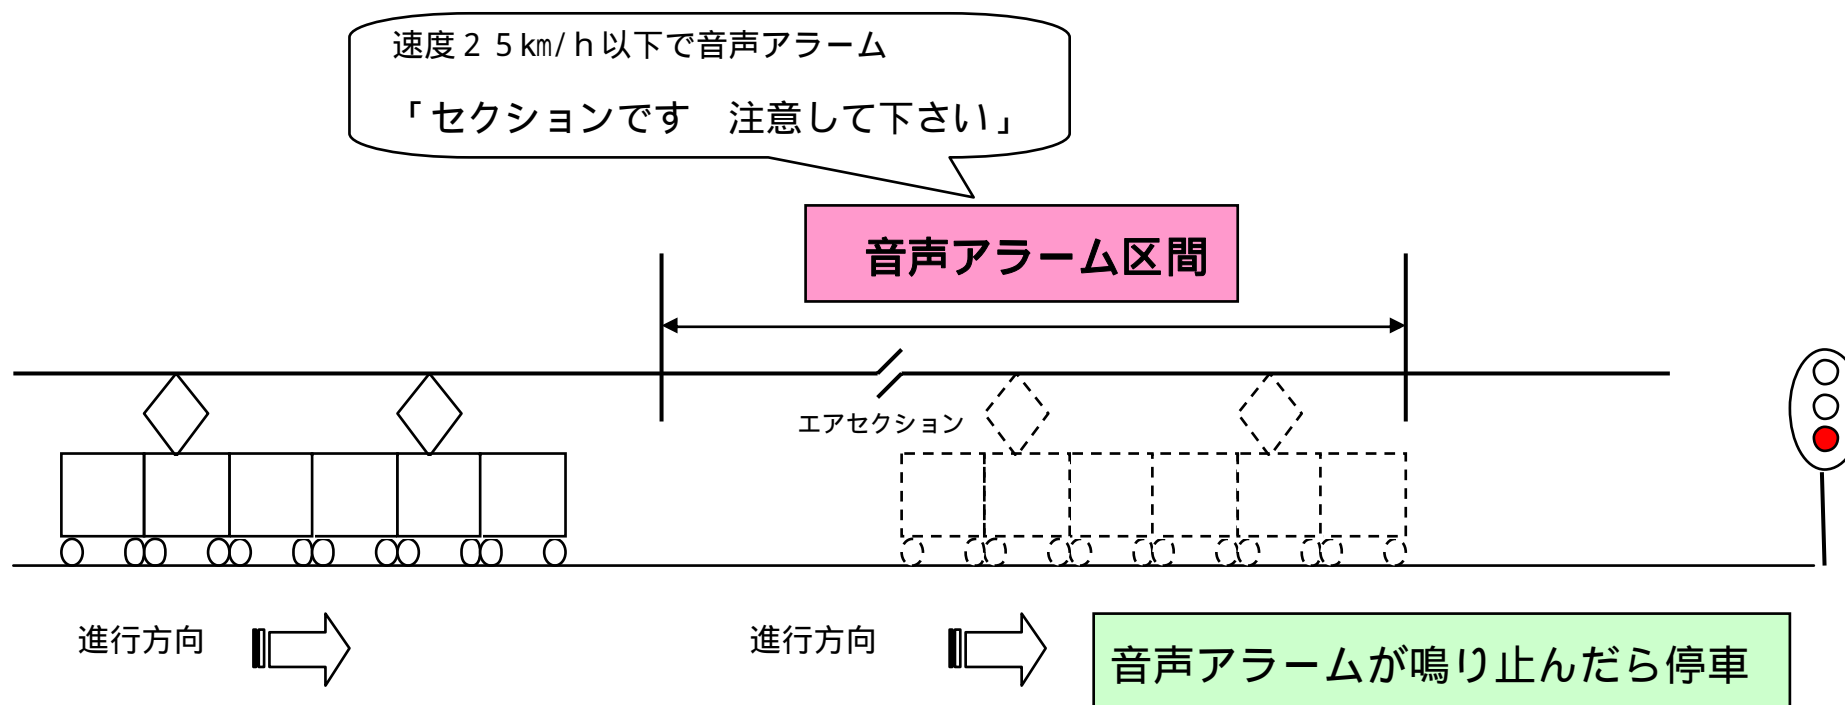 速度２５㎞/ｈ以下で音声アラーム
「セクションです　注意して下さい」
音声アラーム区間
エアセクション
進行方向
進行方向
音声アラームが鳴り止んだら停車